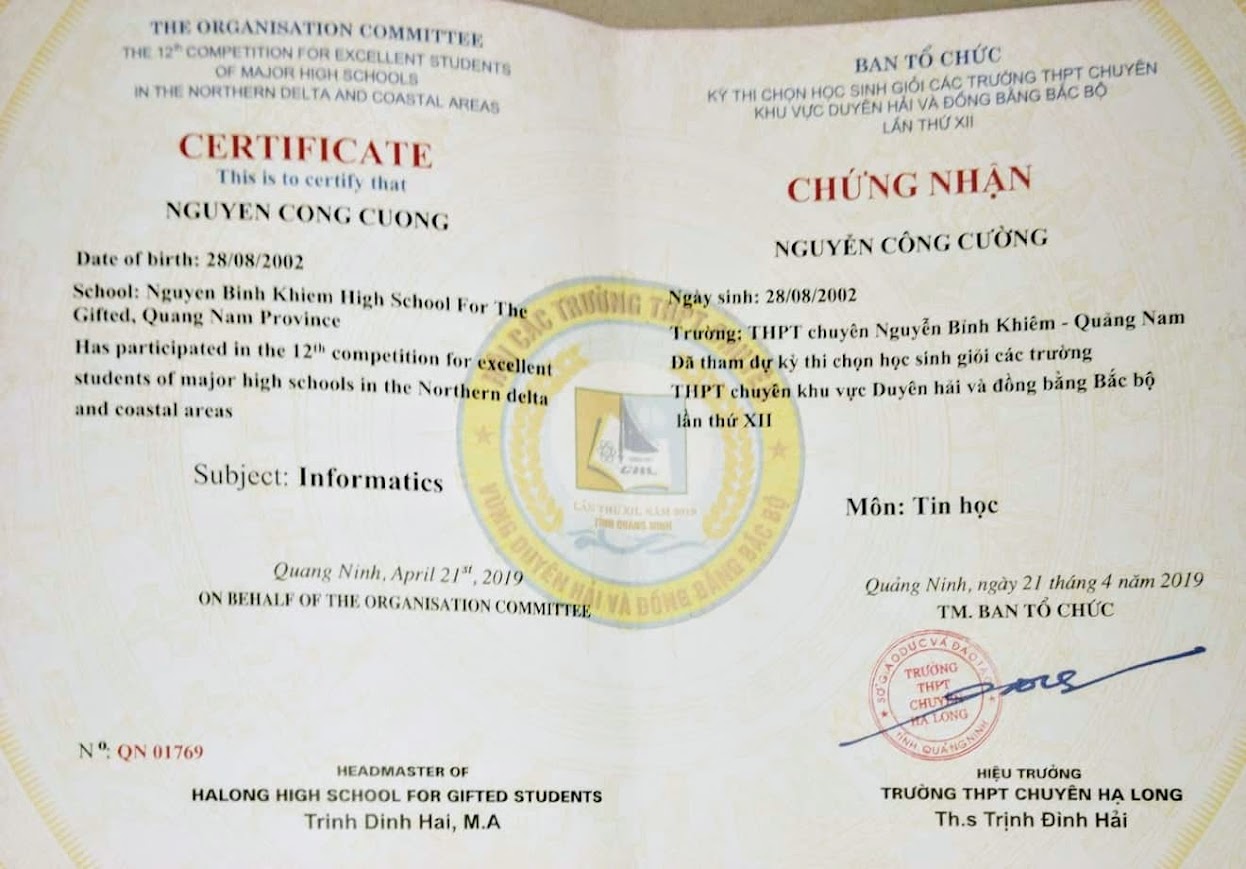 THE ORGANISATION COMMITTEE
THE 12th COMPETITION FOR EXCELLENT STUDENTS
OF MAJOR HIGH SCHOOLS
IN THE NORTHERN DELTA AND COASTAL AREAS
CERTIFICATE
This is to certify that
NGUYEN CONG CUONG
Date of birth: 28/08/2002
School: Nguyen Binh Khiem High School For The
Gifted, Quang Nam Province
Has participated in the 12th competition for excellent
students of major high schools in the Northern delta
and coastal areas
Subject: Informatics
Quang Ninh, April 21st, 2019
ON BEHALF OF THE ORGANISATION COMMITTEE
Nº: QN 01769
HEADMASTER OF
HALONG HIGH SCHOOL FOR GIFTED STUDENTS
Trinh Dinh Hai, M.A
CÁC TRƯỜNG THPT CHUYÊN
CHL
LẦN THỨ XII, NĂM 2019
TỈNH QUẢNG NINH
VÙNG DUYÊN HẢI VÀ ĐỒNG BẰNG BẮC BỘ
BAN TỔ CHỨC
KỲ THI CHỌN HỌC SINH GIỎI CÁC TRƯỜNG THPT CHUYÊN
KHU VỰC DUYÊN HẢI VÀ ĐỒNG BẰNG BẮC BỘ
LẦN THỨ XII
CHỨNG NHẬN
NGUYỄN CÔNG CƯỜNG
Ngày sinh: 28/08/2002
Trường: THPT chuyên Nguyễn Bỉnh Khiêm - Quảng Nam
Đã tham dự kỳ thi chọn học sinh giỏi các trường
THPT chuyên khu vực Duyên hải và đồng bằng Bắc bộ
lần thứ XII
Môn: Tin học
Quảng Ninh, ngày 21 tháng 4 năm 2019
TM. BAN TỔ CHỨC
SỞ GIÁO DỤC VÀ ĐÀO TẠO
TRƯỜNG
THPT
CHUYÊN
HẠ LONG
TỈNH QUẢNG NINH
HIỆU TRƯỞNG
TRƯỜNG THPT CHUYÊN HẠ LONG
Th.s Trịnh Đình Hải